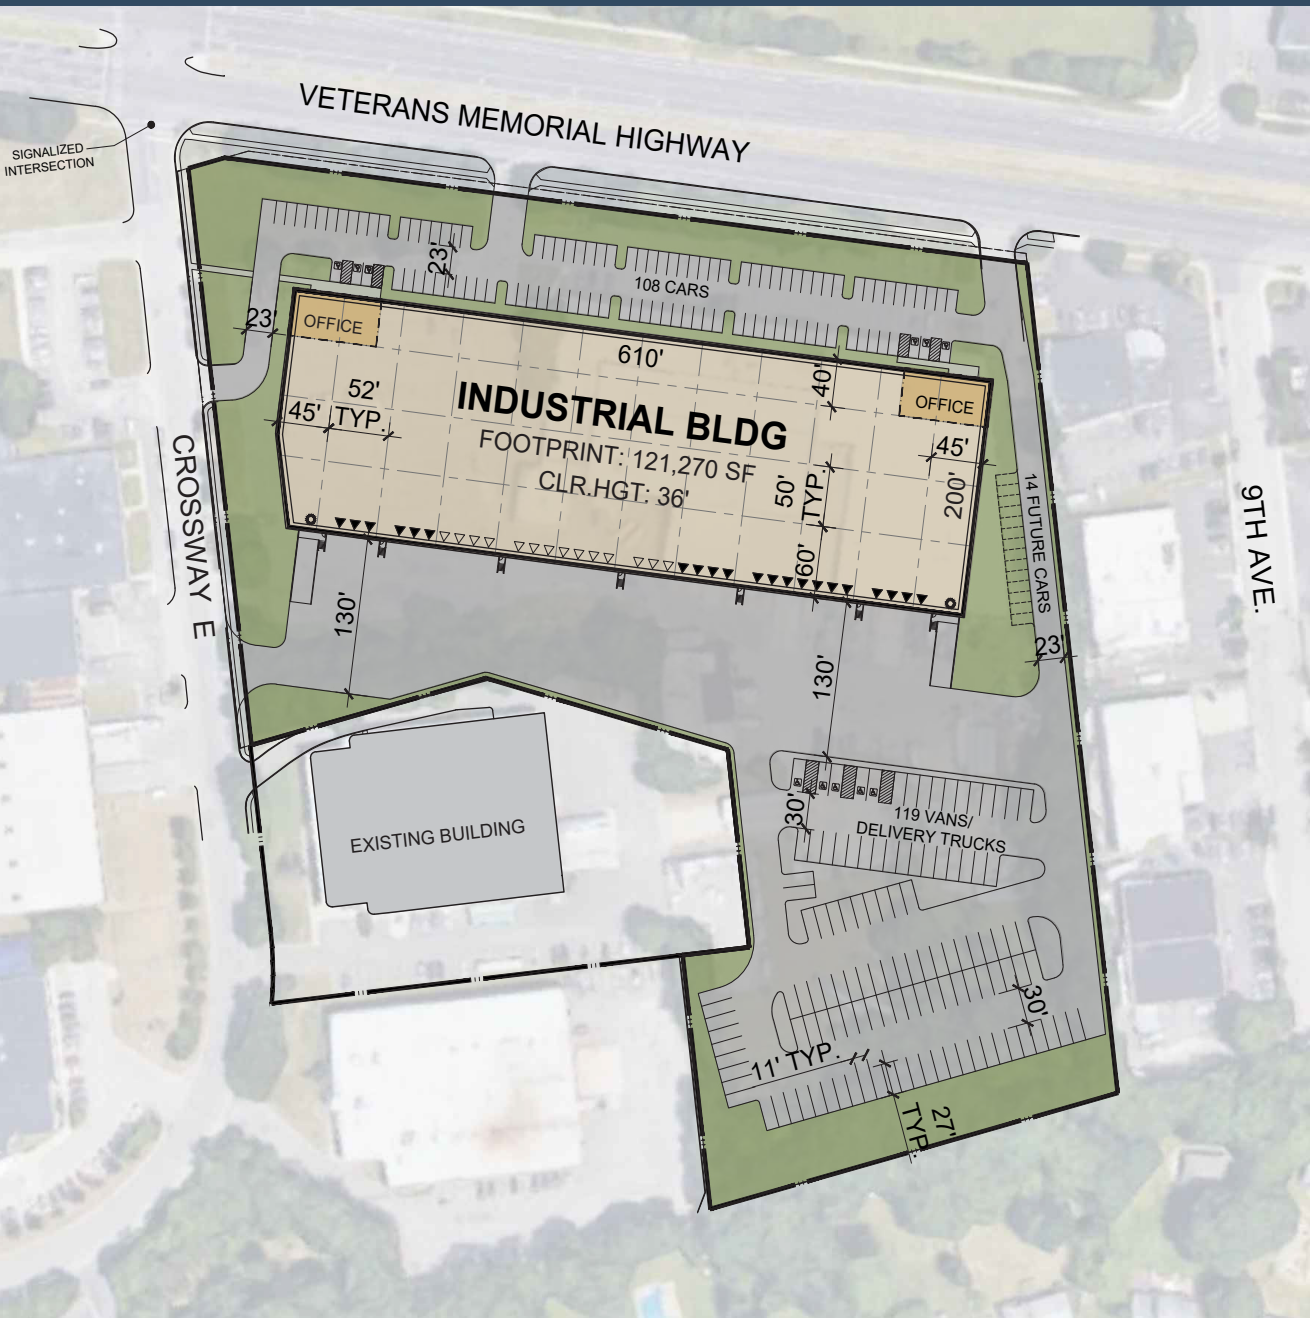 VETERANS MEMORIAL HIGHWAY
SIGNALIZED
INTERSECTION
23'
108 CARS
23'
OFFICE
610'
40'
OFFICE
52'
TYP.
45'
INDUSTRIAL BLDG
FOOTPRINT: 121,270 SF
CLR.HGT: 36'
45'
50'
TYP.
200'
60'
14 FUTURE CARS
CROSSWAY E
9TH AVE.
130'
130'
23'
30'
119 VANS/
DELIVERY TRUCKS
EXISTING BUILDING
30'
11' TYP.
27'
TYP.